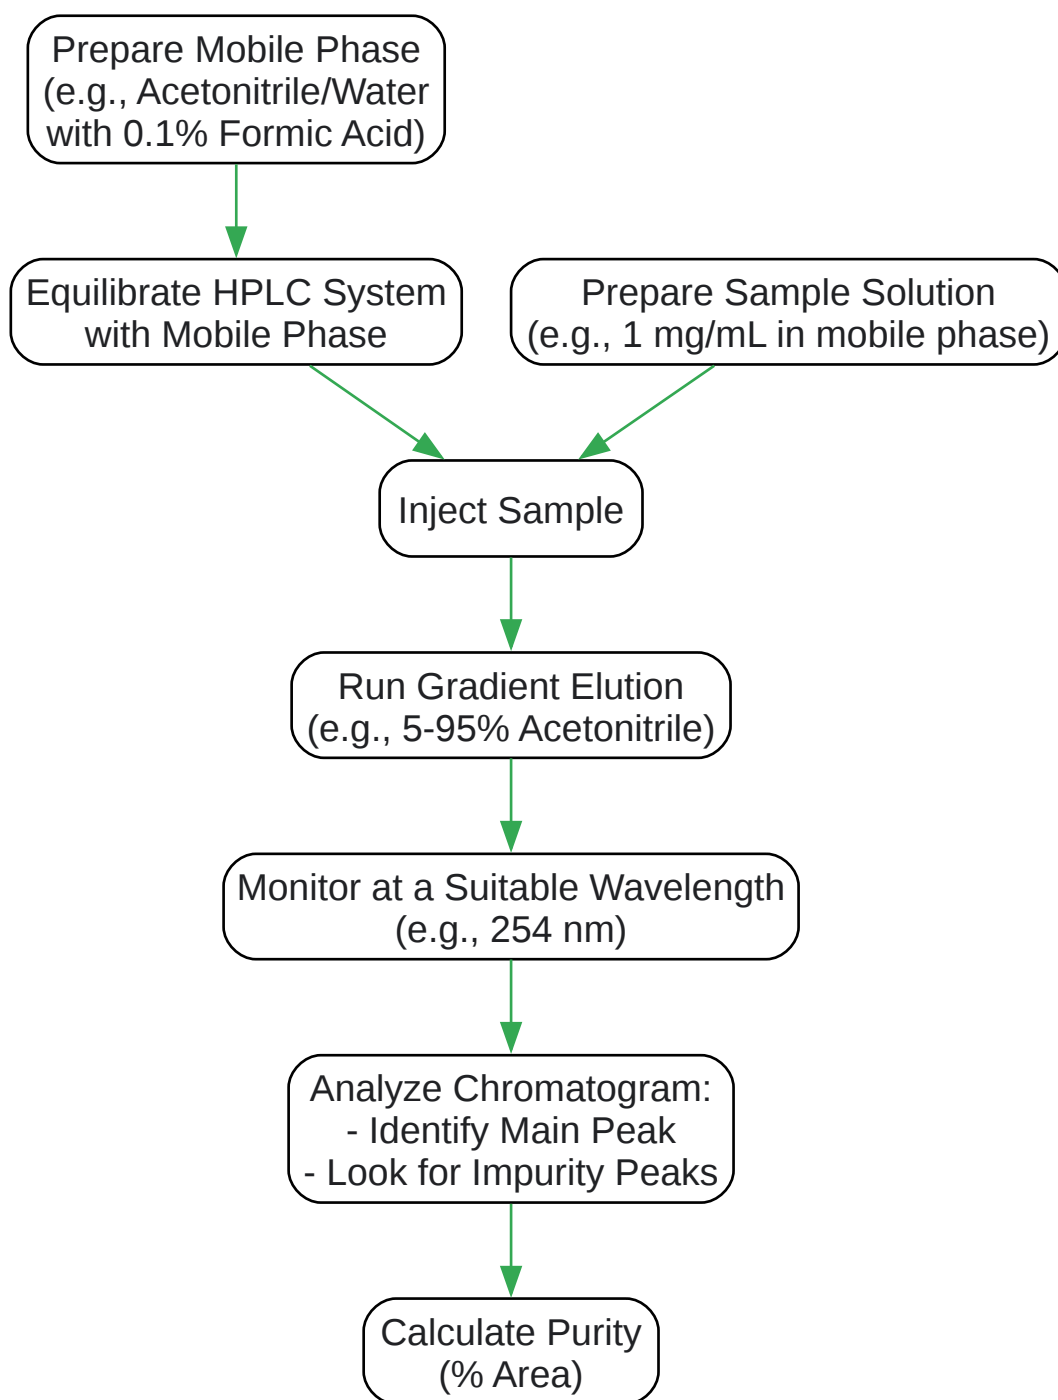 Prepare Mobile Phase
(e.g., Acetonitrile/Water
with 0.1% Formic Acid)
Equilibrate HPLC System
with Mobile Phase
Prepare Sample Solution
(e.g., 1 mg/mL in mobile phase)
Inject Sample
Run Gradient Elution
(e.g., 5-95% Acetonitrile)
Monitor at a Suitable Wavelength
(e.g., 254 nm)
Analyze Chromatogram:
- Identify Main Peak
- Look for Impurity Peaks
Calculate Purity
(% Area)